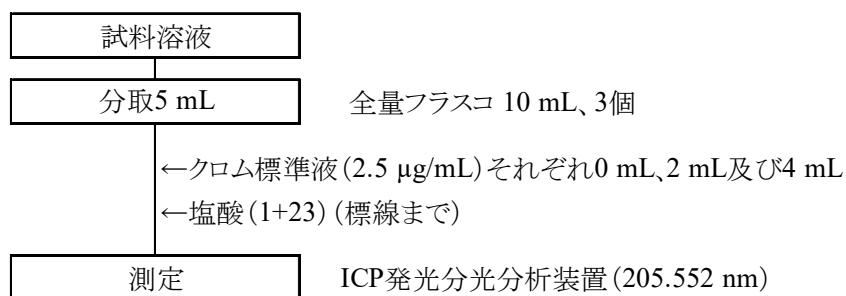 試料溶液
分取5 mL 全量フラスコ 10 mL、3個
←クロム標準液(2.5 µg/mL)それぞれ0 mL、2 mL及び4 mL
←塩酸(1+23) (標線まで)
測定 ICP発光分光分析装置(205.552 nm)